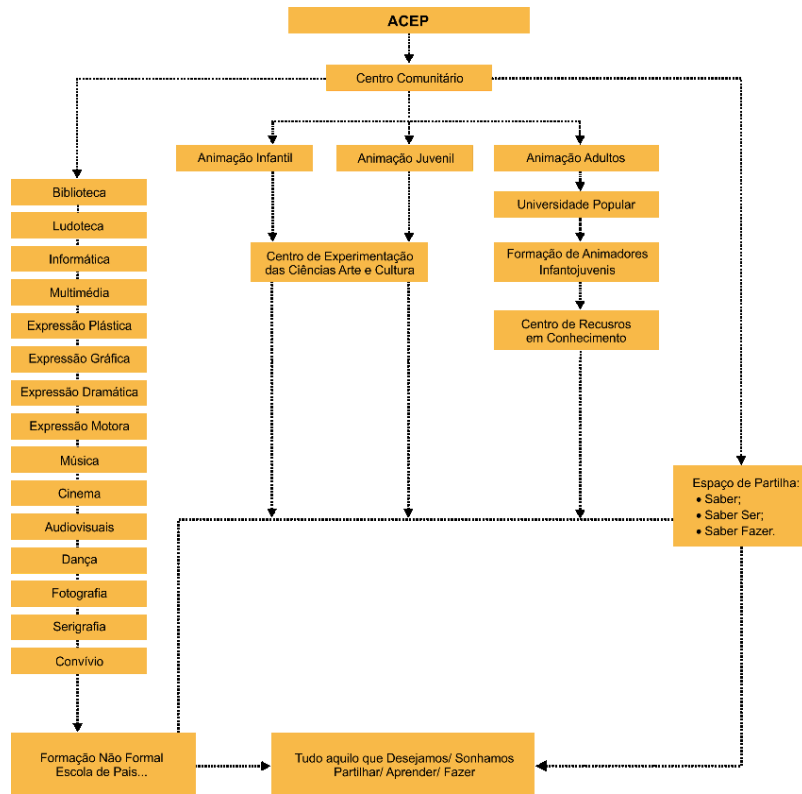 ACEP
Centro Comunitário
Animação Infantil
Animação Juvenil
Animação Adultos
Biblioteca
Ludoteca
Informática
Multimédia
Expressão Plástica
Expressão Gráfica
Expressão Dramática
Expressão Motora
Música
Cinema
Audiovisuais
Dança
Fotografia
Serigrafia
Convívio
Universidade Popular
Centro de Experimentação
das Ciências Arte e Cultura
Formação de Animadores
Infantojuvenis
Centro de Recusros
em Conhecimento
Espaço de Partilha:
• Saber;
• Saber Ser;
• Saber Fazer.
Formação Não Formal
Escola de Pais...
Tudo aquilo que Desejamos/ Sonhamos
Partilhar/ Aprender/ Fazer